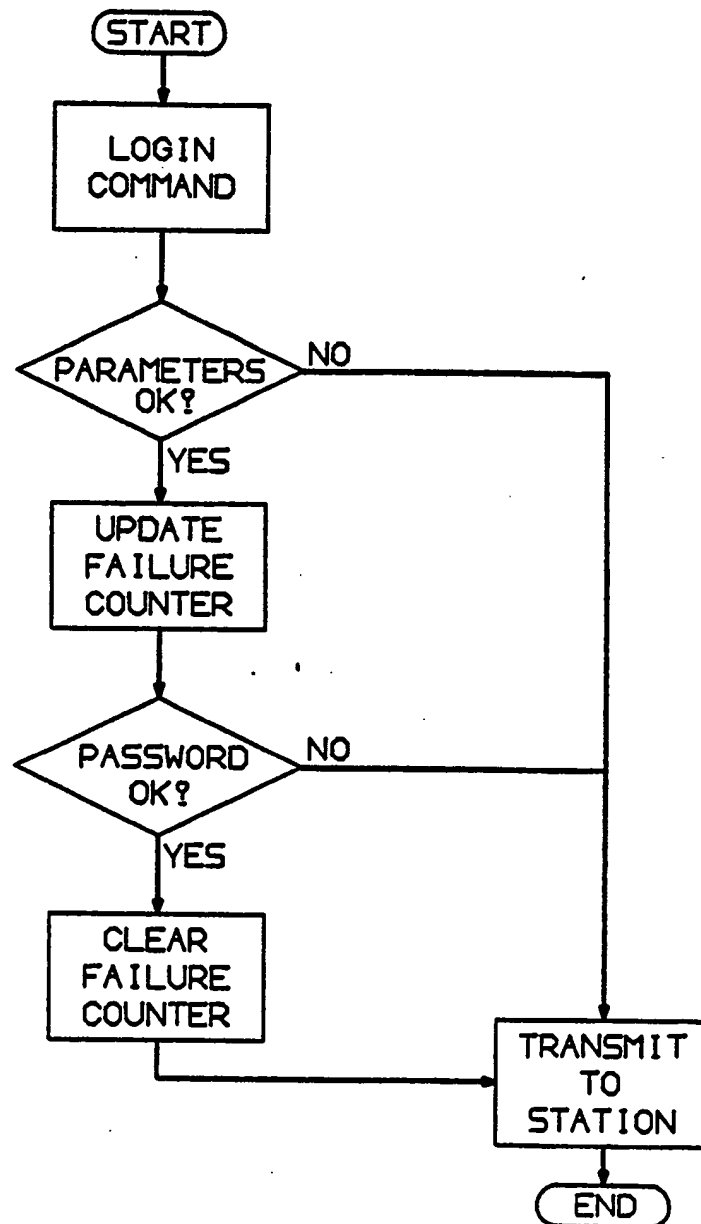 START
LOGIN
COMMAND
PARAMETERS
OK?
NO
YES
UPDATE
FAILURE
COUNTER
PASSWORD
OK?
NO
YES
CLEAR
FAILURE
COUNTER
TRANSMIT
TO
STATION
END